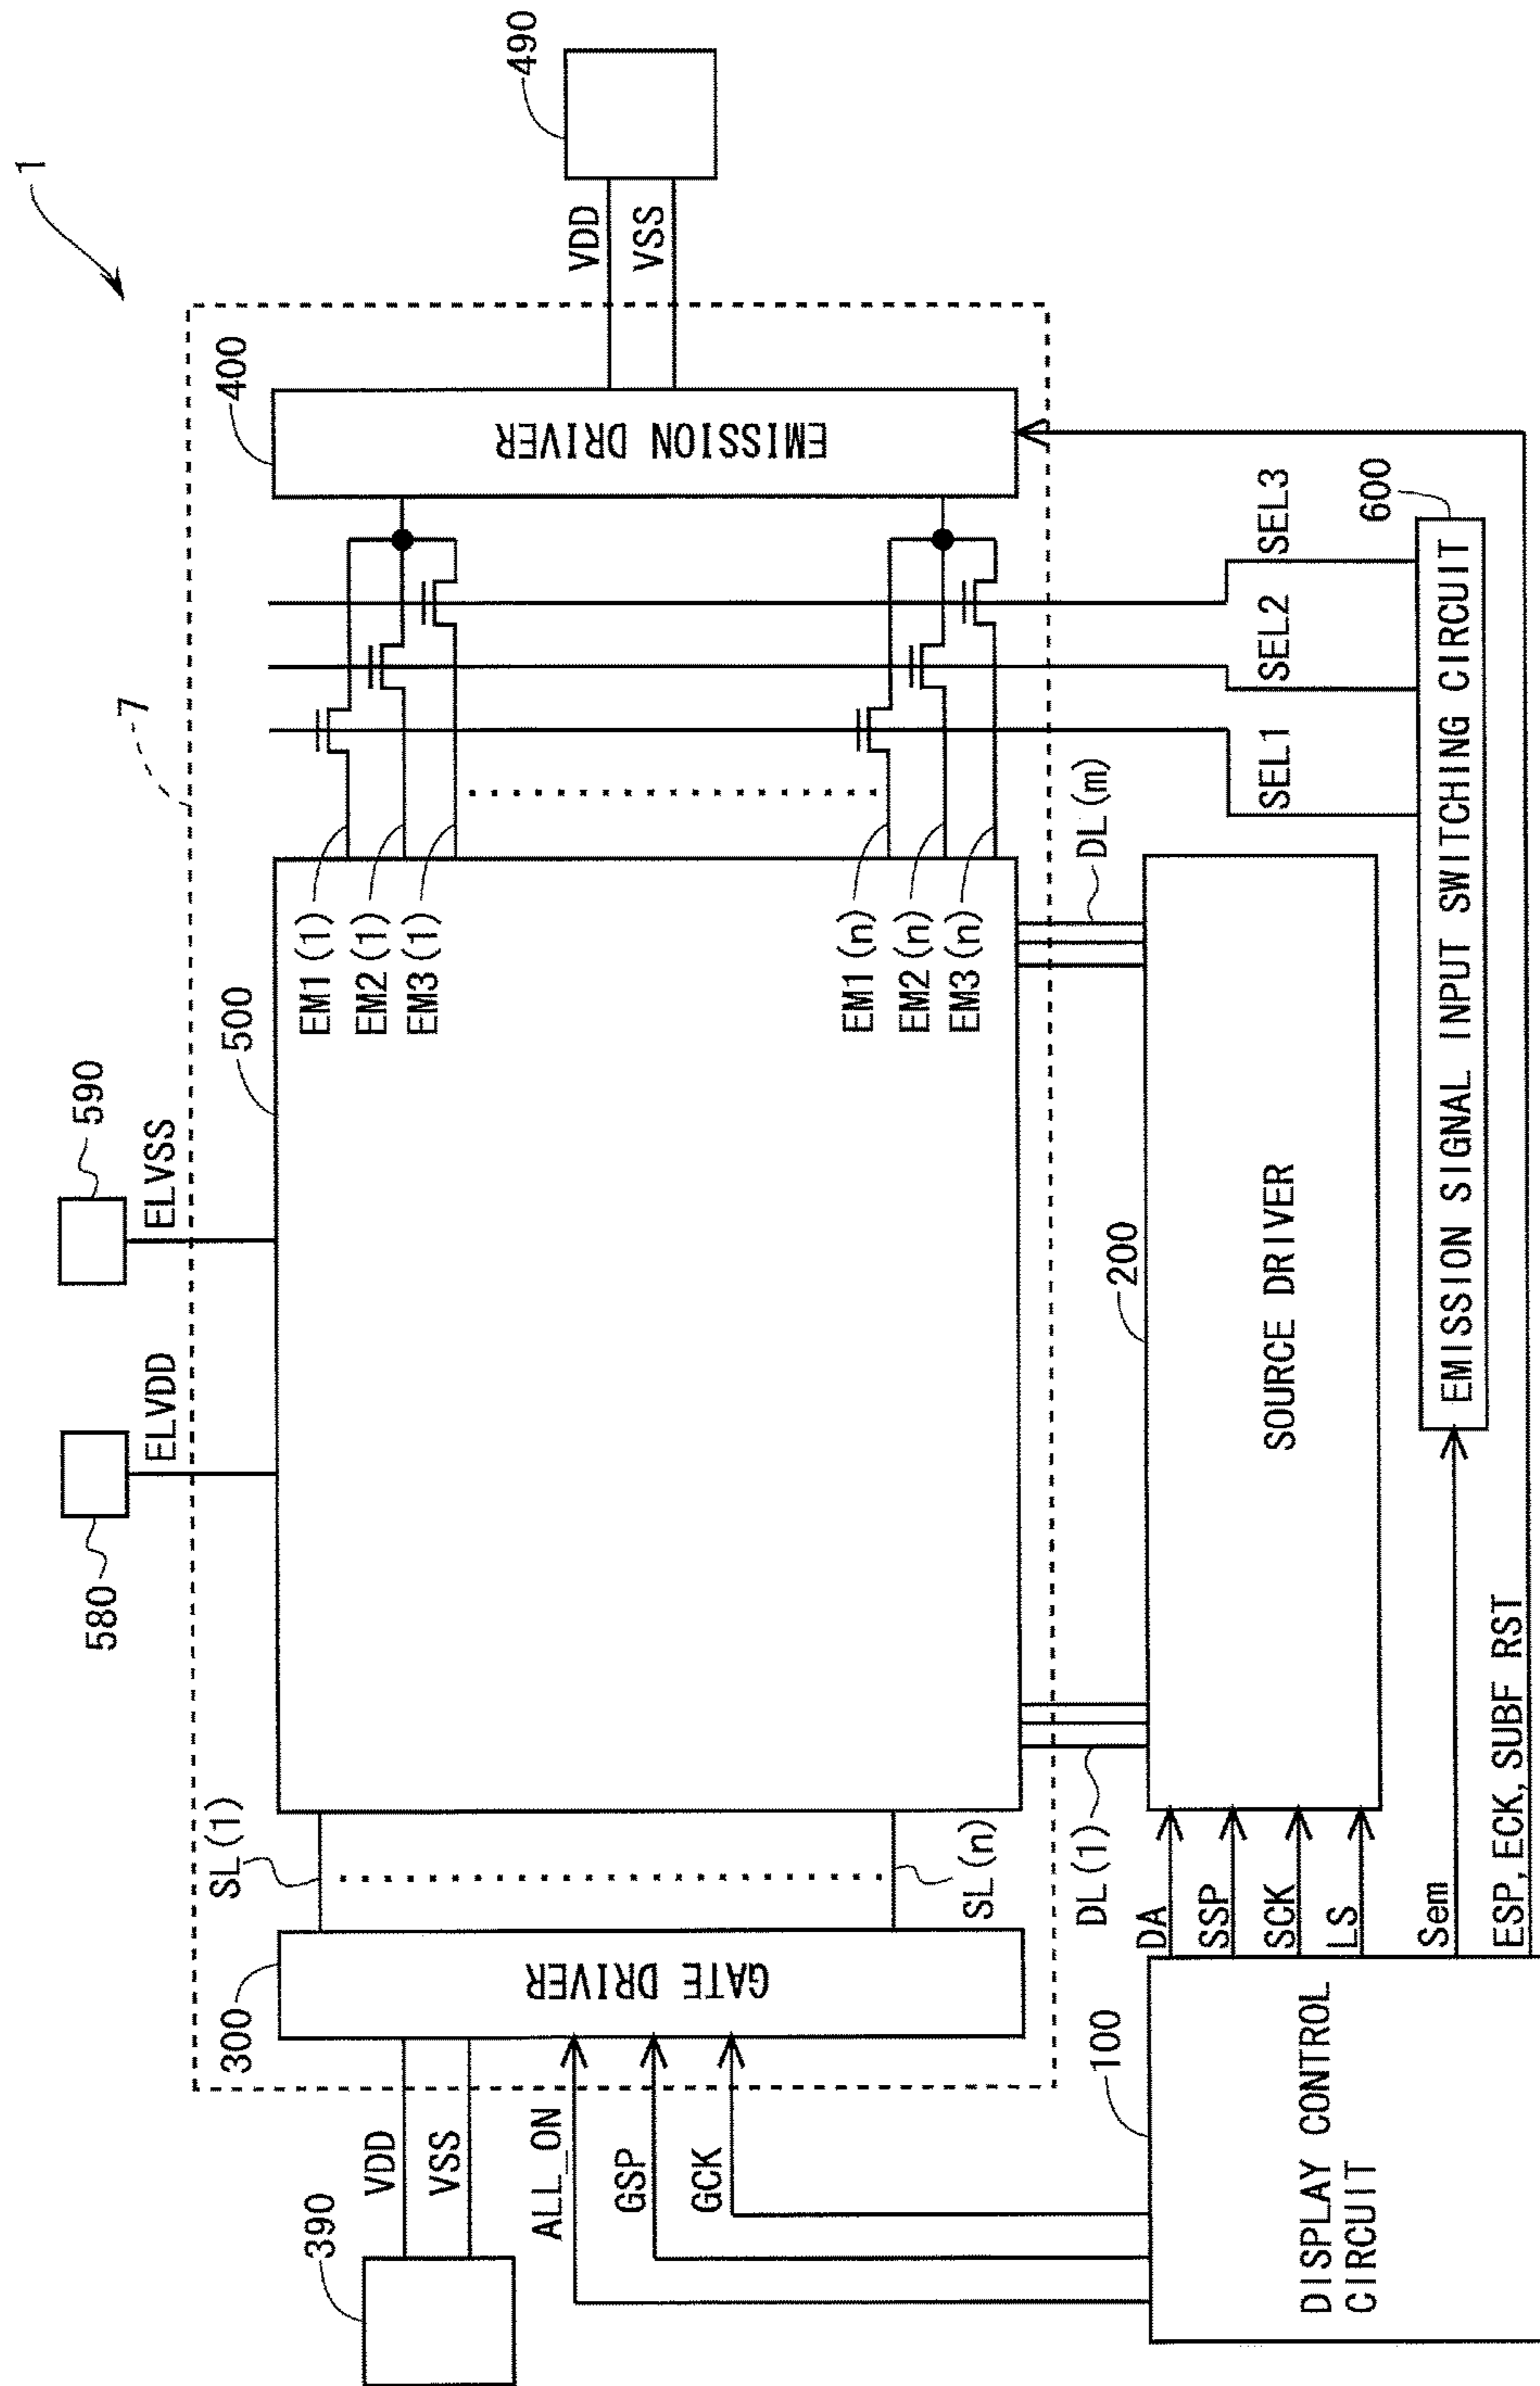 1
7
580
ELVDD
590
ELVSS
500
390
VDD
VSS
300
GATE DRIVER
SL(1)
SL(n)
EM1(1)
EM2(1)
EM3(1)
EM1(n)
EM2(n)
EM3(n)
400
EMISSION DRIVER
VDD
VSS
490
ALL_ON
GSP
GCK
DL(1)
DL(m)
100
DISPLAY CONTROL
CIRCUIT
DA
SSP
SCK
LS
Sem
ESP, ECK, SUBF RST
200
SOURCE DRIVER
SEL1
SEL2
SEL3
600
EMISSION SIGNAL INPUT SWITCHING CIRCUIT